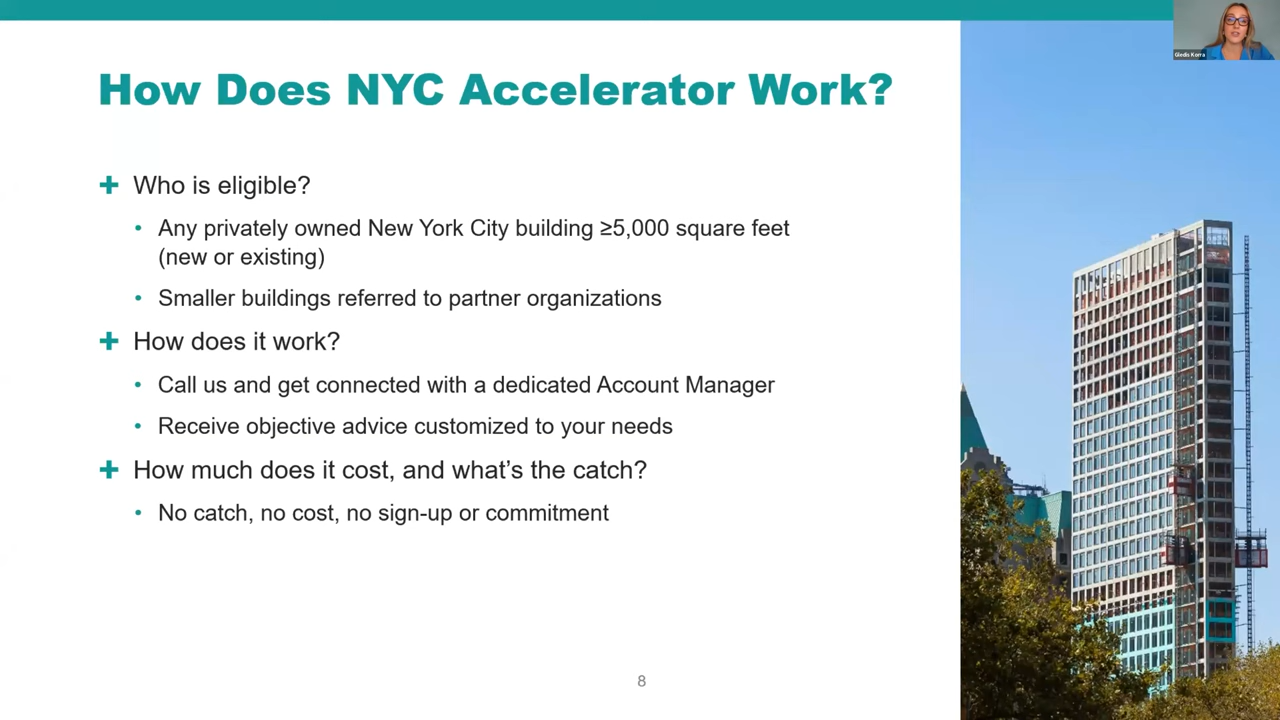 How Does NYC Accelerator Work?
Gledis Korra
Who is eligible?
Any privately owned New York City building ≥5,000 square feet
(new or existing)
Smaller buildings referred to partner organizations
How does it work?
Call us and get connected with a dedicated Account Manager
Receive objective advice customized to your needs
How much does it cost, and what’s the catch?
No catch, no cost, no sign-up or commitment
8